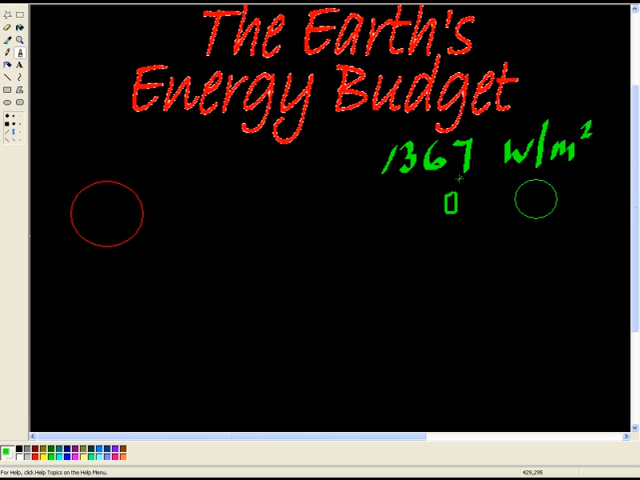 The Earth's
Energy Budget
1367 W/m²
For Help, click Help Topics on the Help Menu.
429,295